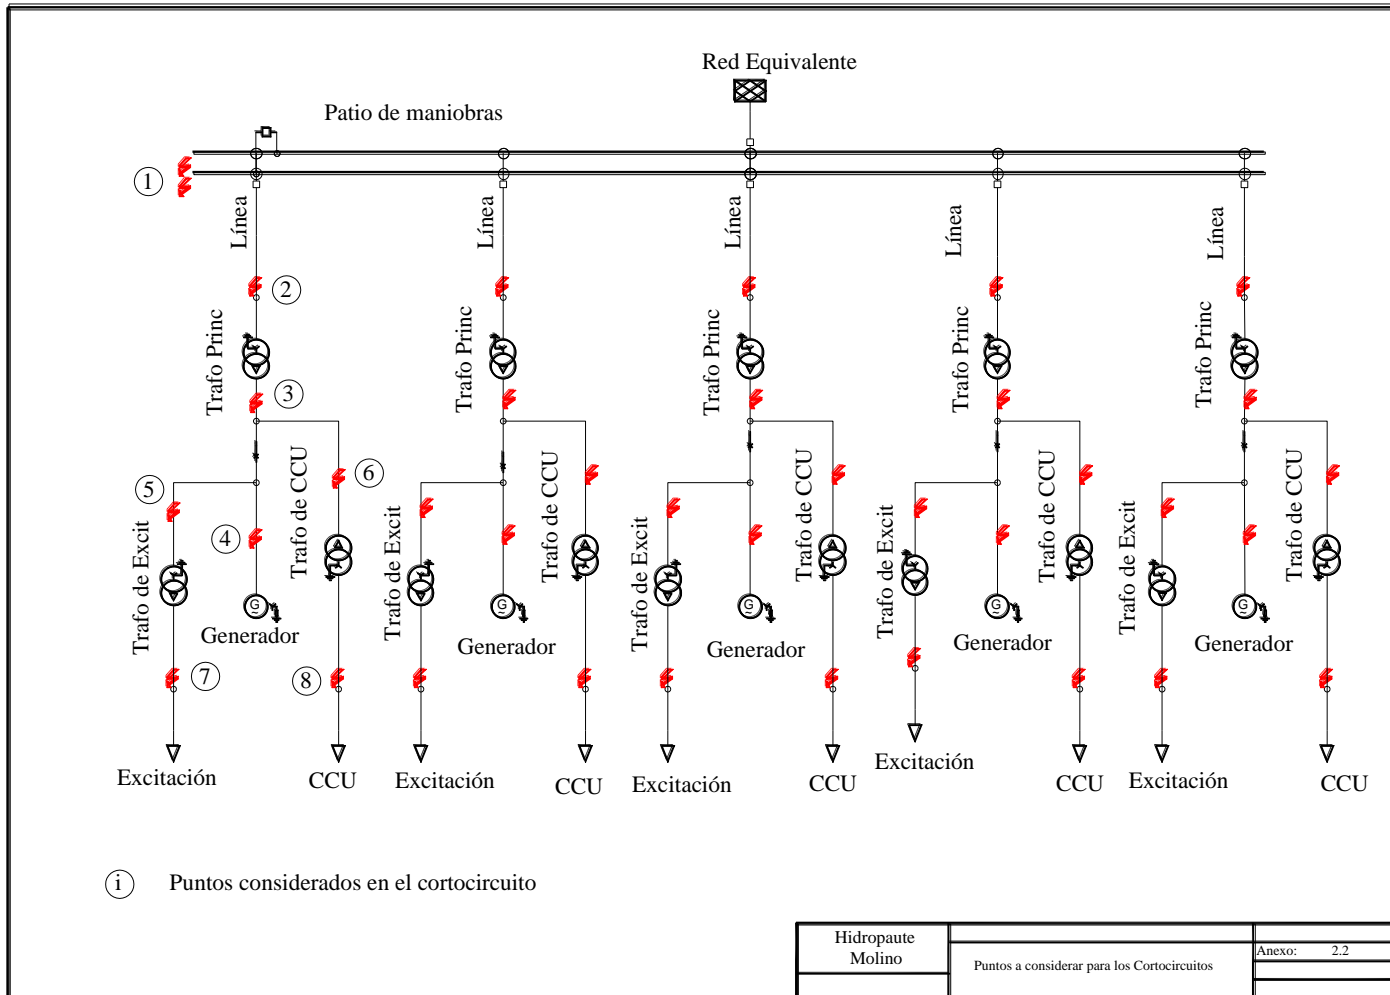 Red Equivalente
Patio de maniobras
1
Línea
Línea
Línea
Línea
Línea
2
Trafo Princ
Trafo Princ
Trafo Princ
Trafo Princ
Trafo Princ
3
5
6
4
Trafo de Excit
Trafo de CCU
Trafo de Excit
Trafo de CCU
Trafo de Excit
Trafo de CCU
Trafo de Excit
Trafo de CCU
Trafo de Excit
Trafo de CCU
G
G
G
G
G
Generador
Generador
Generador
Generador
Generador
7
8
Excitación
CCU
Excitación
CCU
Excitación
CCU
Excitación
CCU
Excitación
CCU
i Puntos considerados en el cortocircuito
Hidropaute
Molino
Puntos a considerar para los Cortocircuitos
Anexo: 2.2